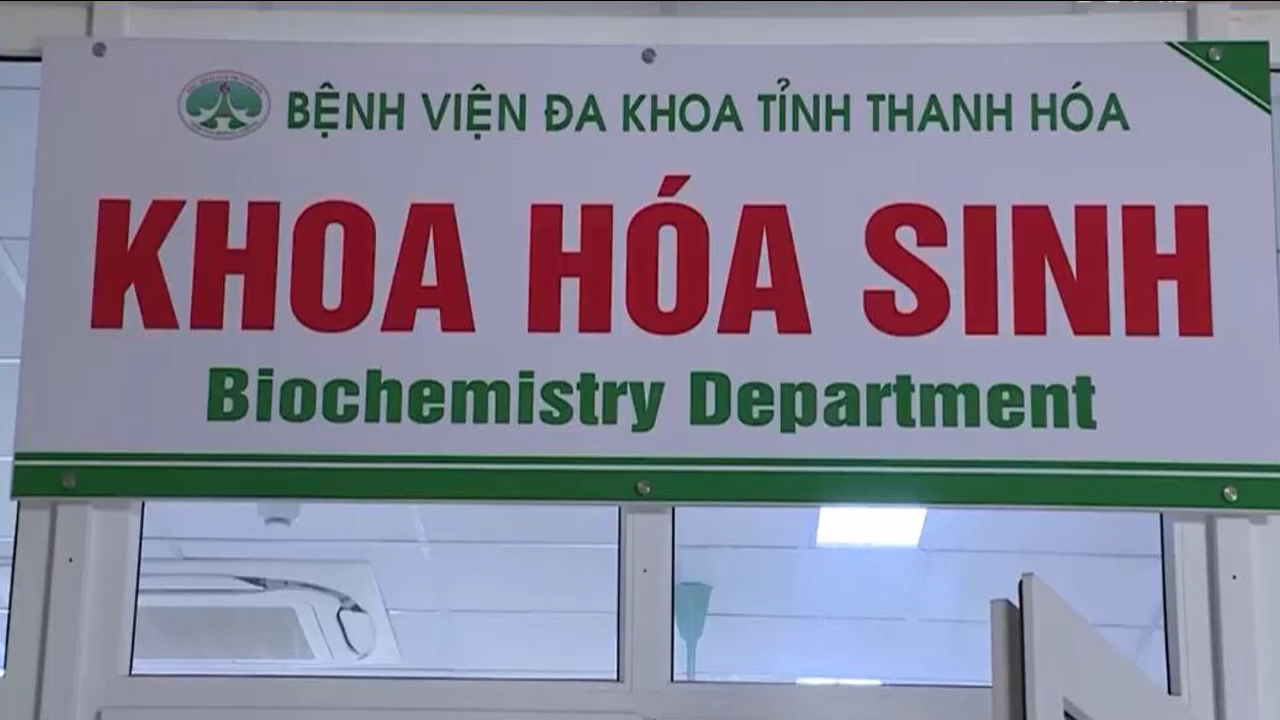 BỆNH VIỆN ĐA KHOA TỈNH THANH HÓA
KHOA HÓA SINH
Biochemistry Department